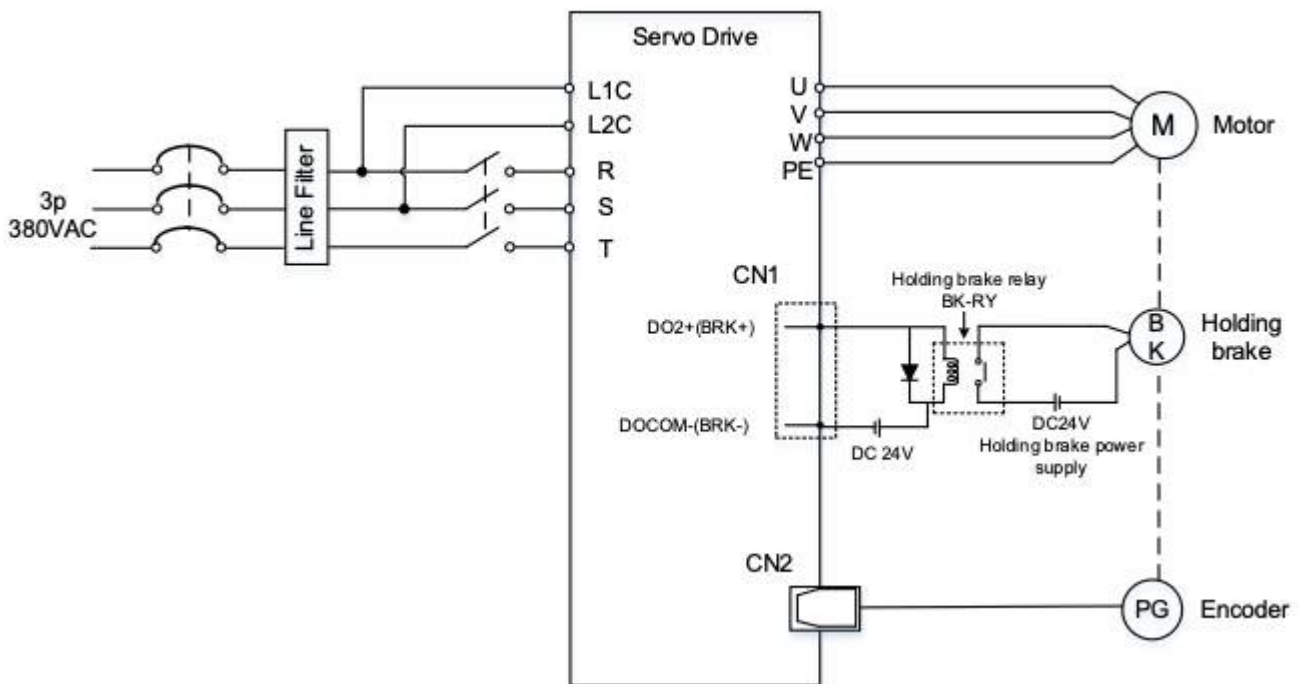 Servo Drive
L1C
L2C
R
S
T
3p
380VAC
Line Filter
U
V
W
PE
M
Motor
CN1
Holding brake relay
BK-RY
DO2+(BRK+)
DOCOM-(BRK-)
DC 24V
DC24V
Holding brake power
supply
B
K
Holding
brake
CN2
PG
Encoder